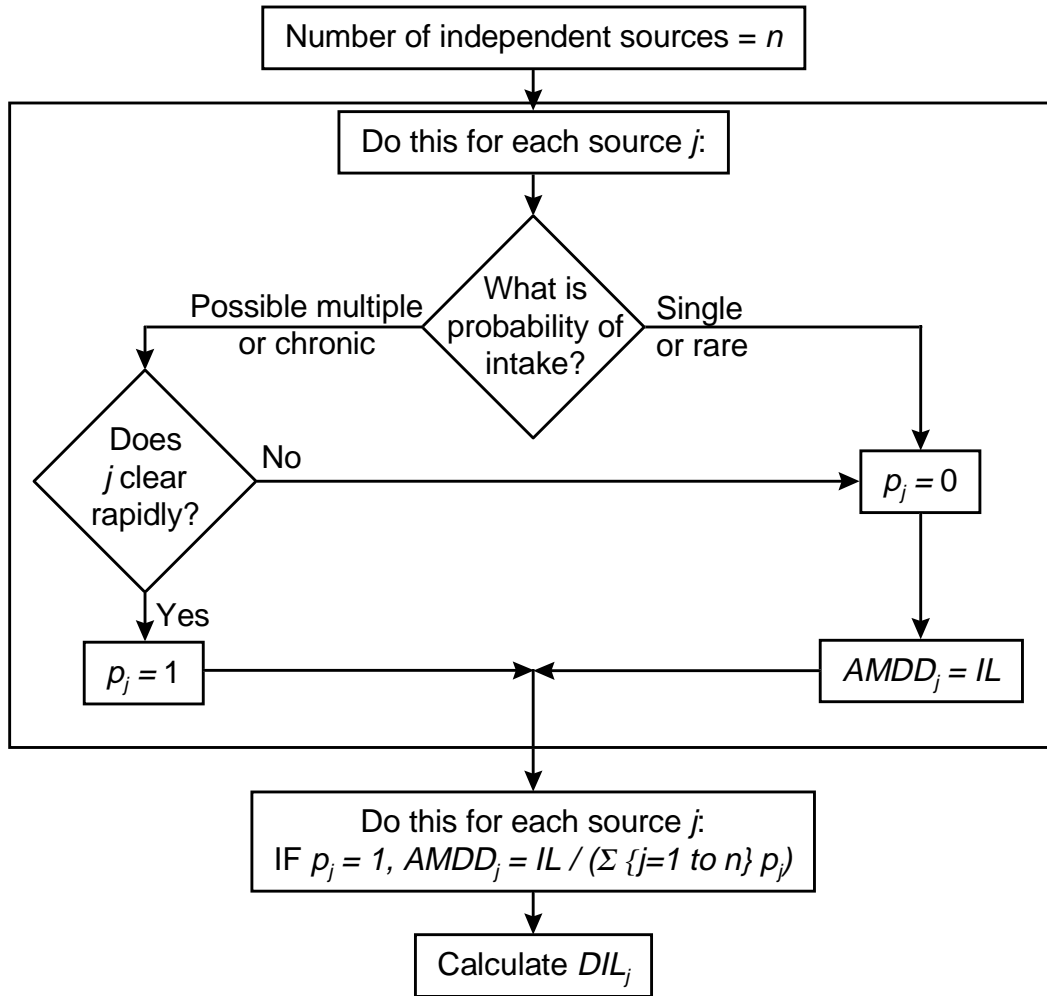 Number of independent sources = n
Do this for each source j:
What is
probability of
intake?
Possible multiple
or chronic
Single
or rare
Does
j clear
rapidly?
No
p_j = 0
Yes
p_j = 1
AMDD_j = IL
Do this for each source j:
IF p_j = 1, AMDD_j = IL / (Σ {j=1 to n} p_j)
Calculate DIL_j